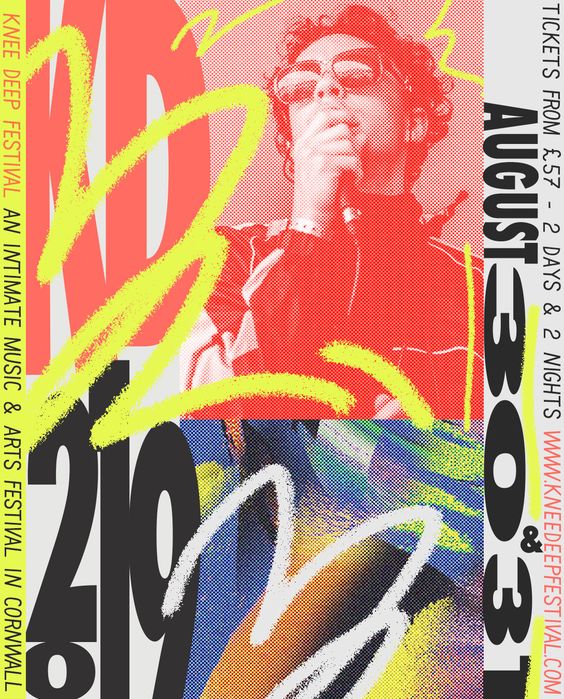 KNEE DEEP FESTIVAL AN INTIMATE MUSIC & ARTS FESTIVAL IN CORNWALL
KD
2019
AUGUST 30 & 31
TICKETS FROM £57 - 2 DAYS & 2 NIGHTS WWW.KNEEDEEPFESTIVAL.COM